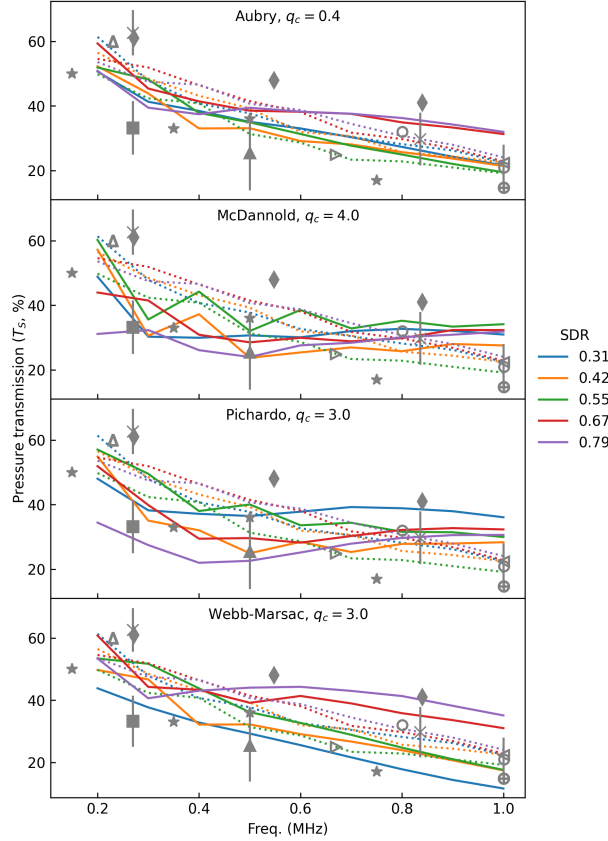 Aubry, q_c = 0.4
60
40
20
McDannold, q_c = 4.0
60
40
20
Pressure transmission (T_S, %)
SDR
0.31
0.42
0.55
0.67
0.79
Pichardo, q_c = 3.0
60
40
20
Webb-Marsac, q_c = 3.0
60
40
20
0.2 0.4 0.6 0.8 1.0
Freq. (MHz)